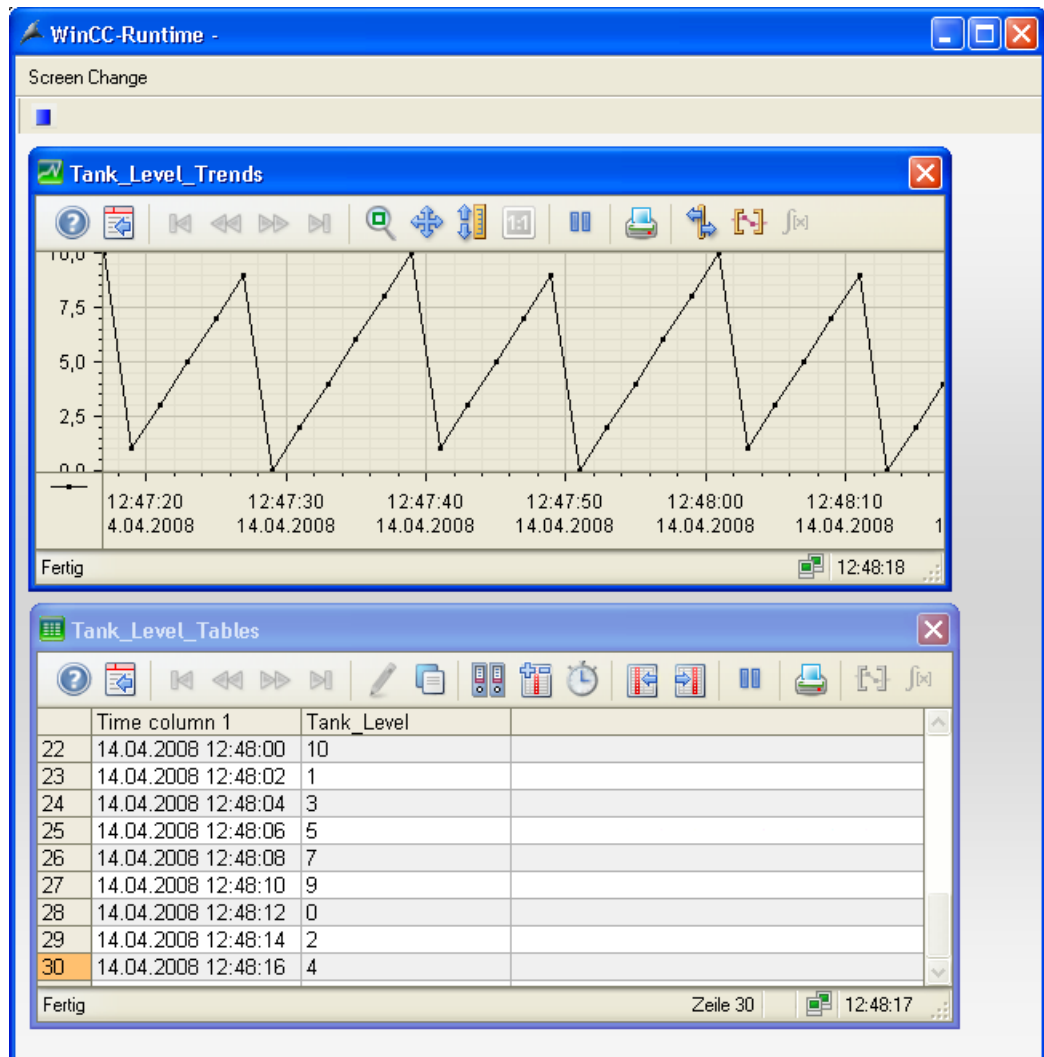 WinCC-Runtime -
Screen Change
Tank_Level_Trends
1:1
f(x)
10,0
7,5
5,0
2,5
0.0
12:47:20 12:47:30 12:47:40 12:47:50 12:48:00 12:48:10
4.04.2008 14.04.2008 14.04.2008 14.04.2008 14.04.2008 14.04.2008 1
Fertig 12:48:18
Tank_Level_Tables
f(x)
Time column 1 Tank_Level
22 14.04.2008 12:48:00 10
23 14.04.2008 12:48:02 1
24 14.04.2008 12:48:04 3
25 14.04.2008 12:48:06 5
26 14.04.2008 12:48:08 7
27 14.04.2008 12:48:10 9
28 14.04.2008 12:48:12 0
29 14.04.2008 12:48:14 2
30 14.04.2008 12:48:16 4
Fertig Zeile 30 12:48:17